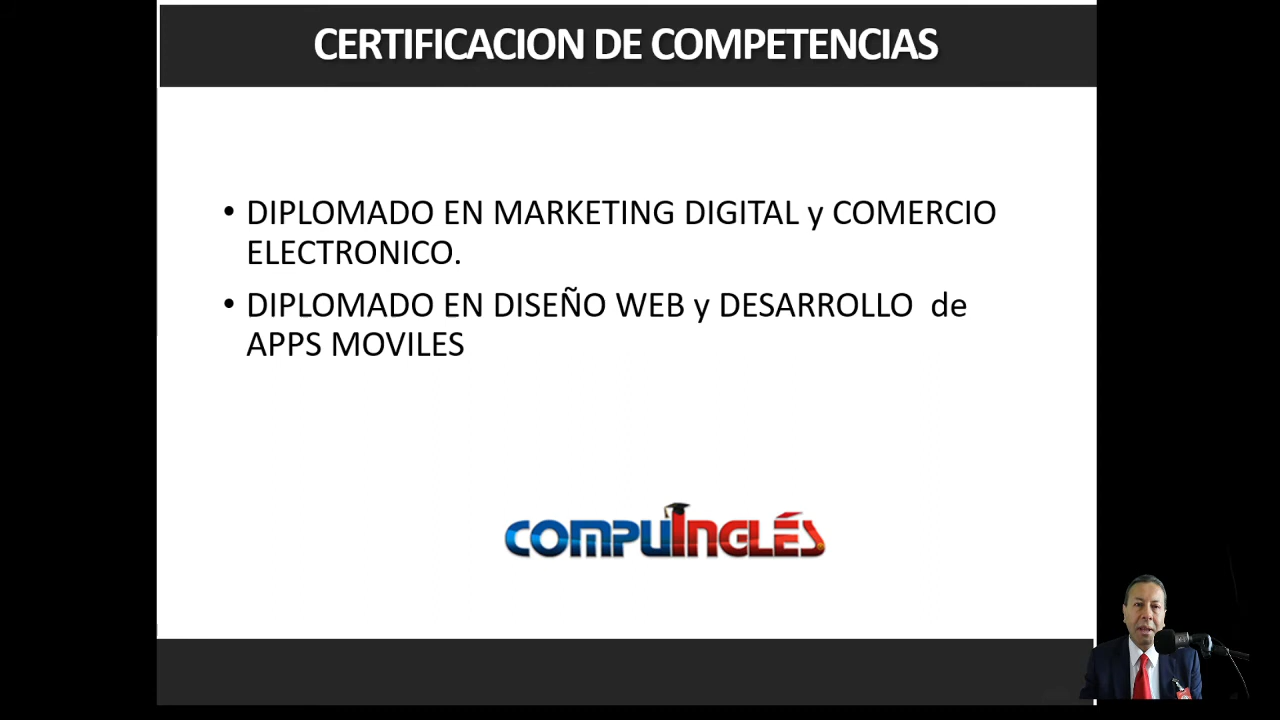 CERTIFICACION DE COMPETENCIAS
• DIPLOMADO EN MARKETING DIGITAL y COMERCIO
ELECTRONICO.
• DIPLOMADO EN DISEÑO WEB y DESARROLLO de
APPS MOVILES
COMPUINGLÉS